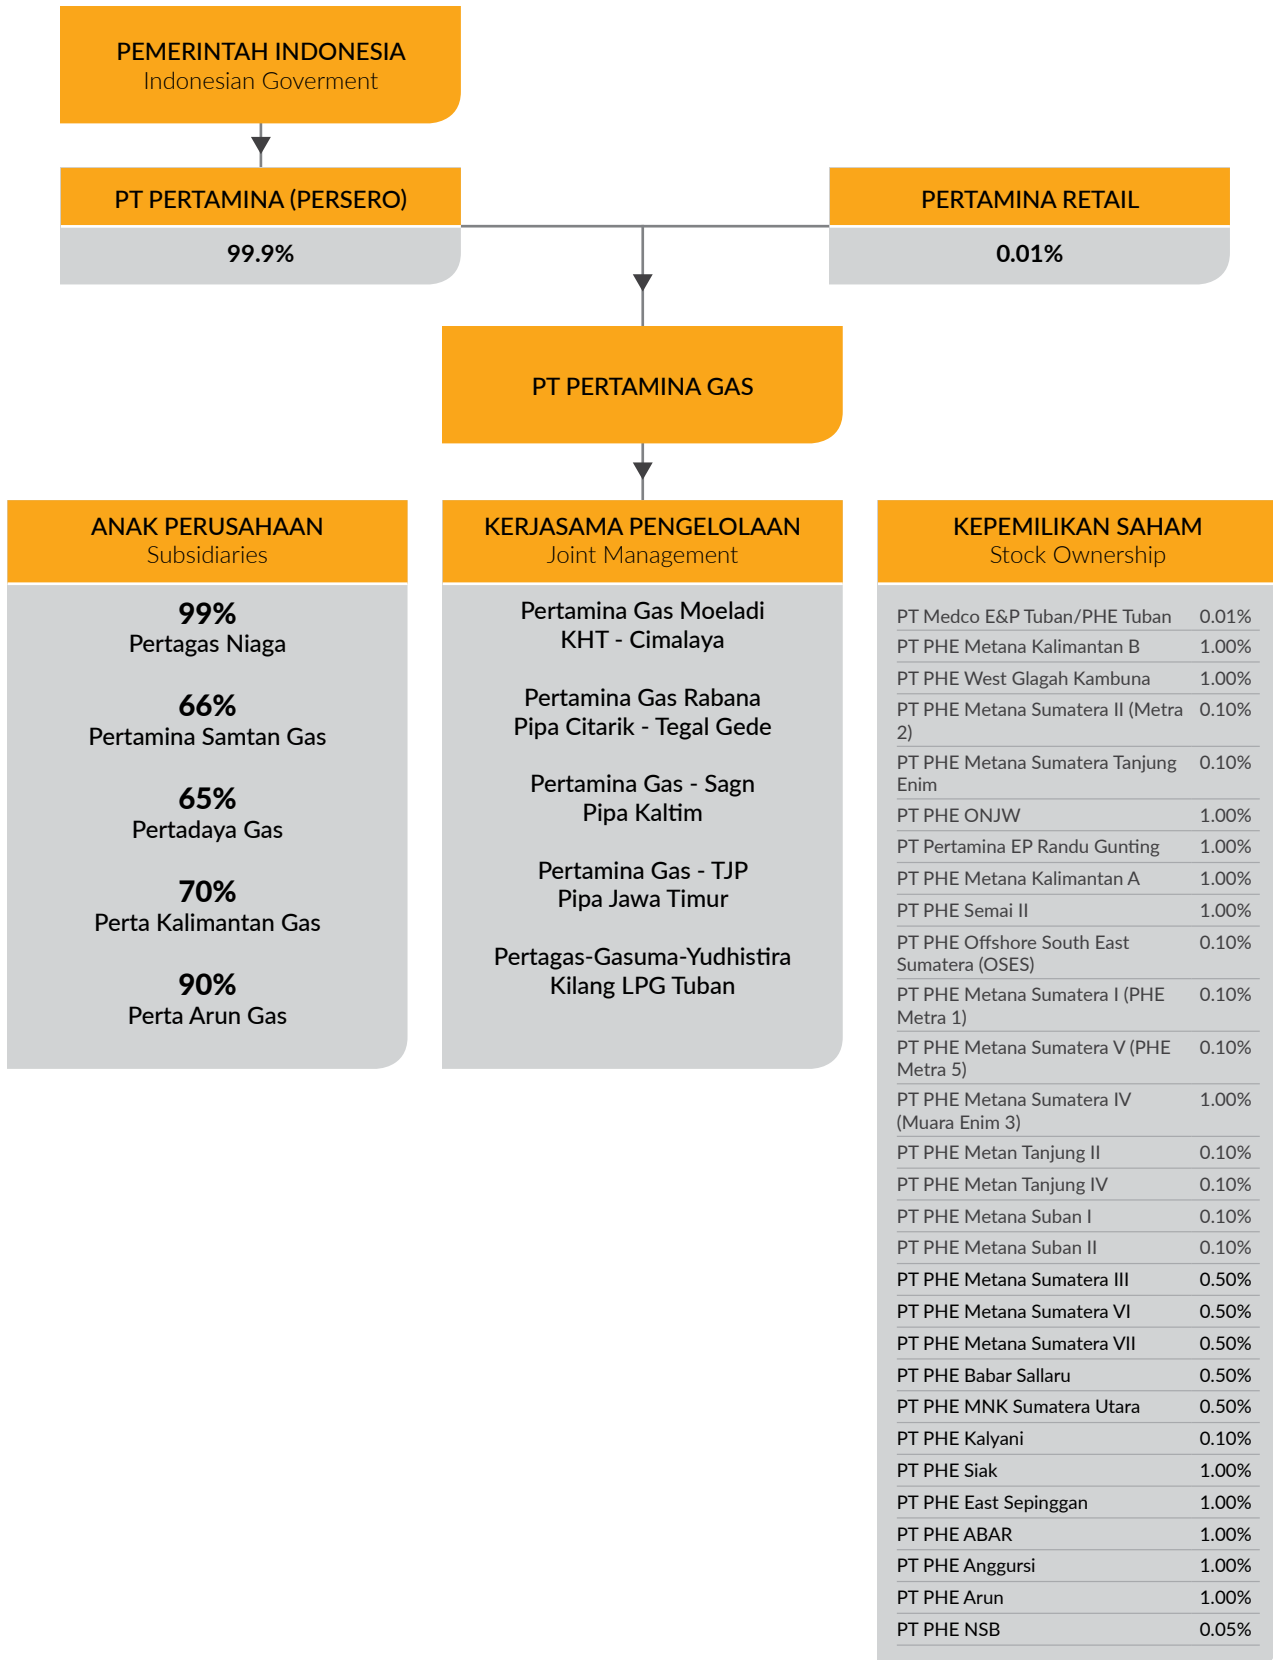 PEMERINTAH INDONESIA
Indonesian Goverment
PT PERTAMINA (PERSERO)
99.9%
PERTAMINA RETAIL
0.01%
PT PERTAMINA GAS
ANAK PERUSAHAAN
Subsidiaries
99%
Pertagas Niaga
66%
Pertamina Samtan Gas
65%
Pertadaya Gas
70%
Perta Kalimantan Gas
90%
Perta Arun Gas
KERJASAMA PENGELOLAAN
Joint Management
Pertamina Gas Moeladi
KHT - Cimalaya
Pertamina Gas Rabana
Pipa Citarik - Tegal Gede
Pertamina Gas - Sagn
Pipa Kaltim
Pertamina Gas - TJP
Pipa Jawa Timur
Pertagas-Gasuma-Yudhistira
Kilang LPG Tuban
KEPEMILIKAN SAHAM
Stock Ownership
PT Medco E&P Tuban/PHE Tuban 0.01%
PT PHE Metana Kalimantan B 1.00%
PT PHE West Glagah Kambuna 1.00%
PT PHE Metana Sumatera II (Metra 0.10%
2)
PT PHE Metana Sumatera Tanjung 0.10%
Enim
PT PHE ONJW 1.00%
PT Pertamina EP Randu Gunting 1.00%
PT PHE Metana Kalimantan A 1.00%
PT PHE Semai II 1.00%
PT PHE Offshore South East 0.10%
Sumatera (OSES)
PT PHE Metana Sumatera I (PHE 0.10%
Metra 1)
PT PHE Metana Sumatera V (PHE 0.10%
Metra 5)
PT PHE Metana Sumatera IV 1.00%
(Muara Enim 3)
PT PHE Metan Tanjung II 0.10%
PT PHE Metan Tanjung IV 0.10%
PT PHE Metana Suban I 0.10%
PT PHE Metana Suban II 0.10%
PT PHE Metana Sumatera III 0.50%
PT PHE Metana Sumatera VI 0.50%
PT PHE Metana Sumatera VII 0.50%
PT PHE Babar Sallaru 0.50%
PT PHE MNK Sumatera Utara 0.50%
PT PHE Kalyani 0.10%
PT PHE Siak 1.00%
PT PHE East Sepinggan 1.00%
PT PHE ABAR 1.00%
PT PHE Anggursi 1.00%
PT PHE Arun 1.00%
PT PHE NSB 0.05%